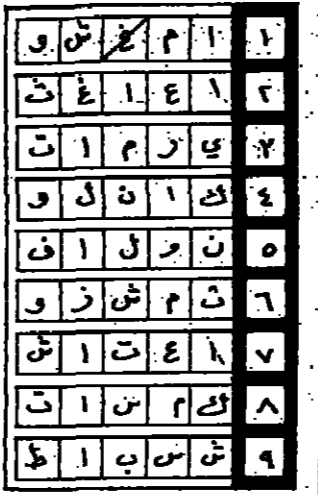 ١ ا م غ ش و
٢ ا ع ا غ ث
٣ ي ز م ا ت
٤ ك ا ن ل و
٥ ن و ل ا ف
٦ ث م ش ز و
٧ ا ع ت ا ش
٨ ك م س ا ت
٩ ش س ب ا ظ